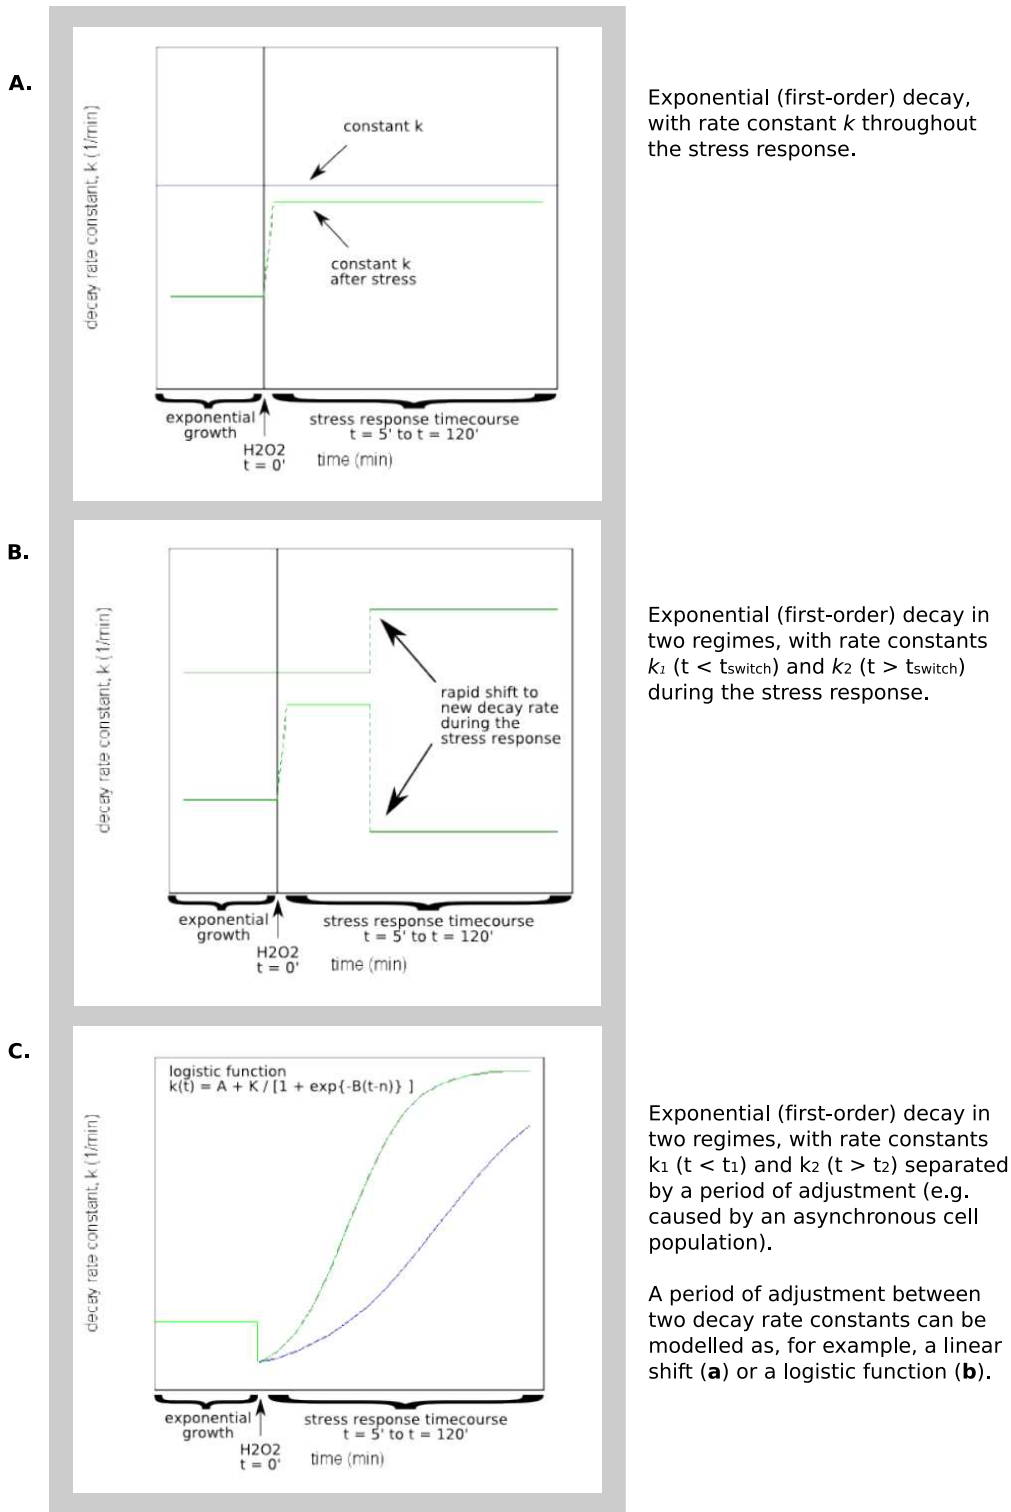 A.
decay rate constant, k (1/min)
constant k
constant k
after stress
exponential
growth
H2O2
t = 0'
stress response timecourse
t = 5' to t = 120'
time (min)
Exponential (first-order) decay,
with rate constant k throughout
the stress response.
B.
decay rate constant, k (1/min)
rapid shift to
new decay rate
during the
stress response
exponential
growth
H2O2
t = 0'
stress response timecourse
t = 5' to t = 120'
time (min)
Exponential (first-order) decay in
two regimes, with rate constants
k1 (t < tswitch) and k2 (t > tswitch)
during the stress response.
C.
decay rate constant, k (1/min)
logistic function
k(t) = A + K / [1 + exp{-B(t-n)} ]
exponential
growth
H2O2
t = 0'
stress response timecourse
t = 5' to t = 120'
time (min)
Exponential (first-order) decay in
two regimes, with rate constants
k1 (t < t1) and k2 (t > t2) separated
by a period of adjustment (e.g.
caused by an asynchronous cell
population).
A period of adjustment between
two decay rate constants can be
modelled as, for example, a linear
shift (a) or a logistic function (b).